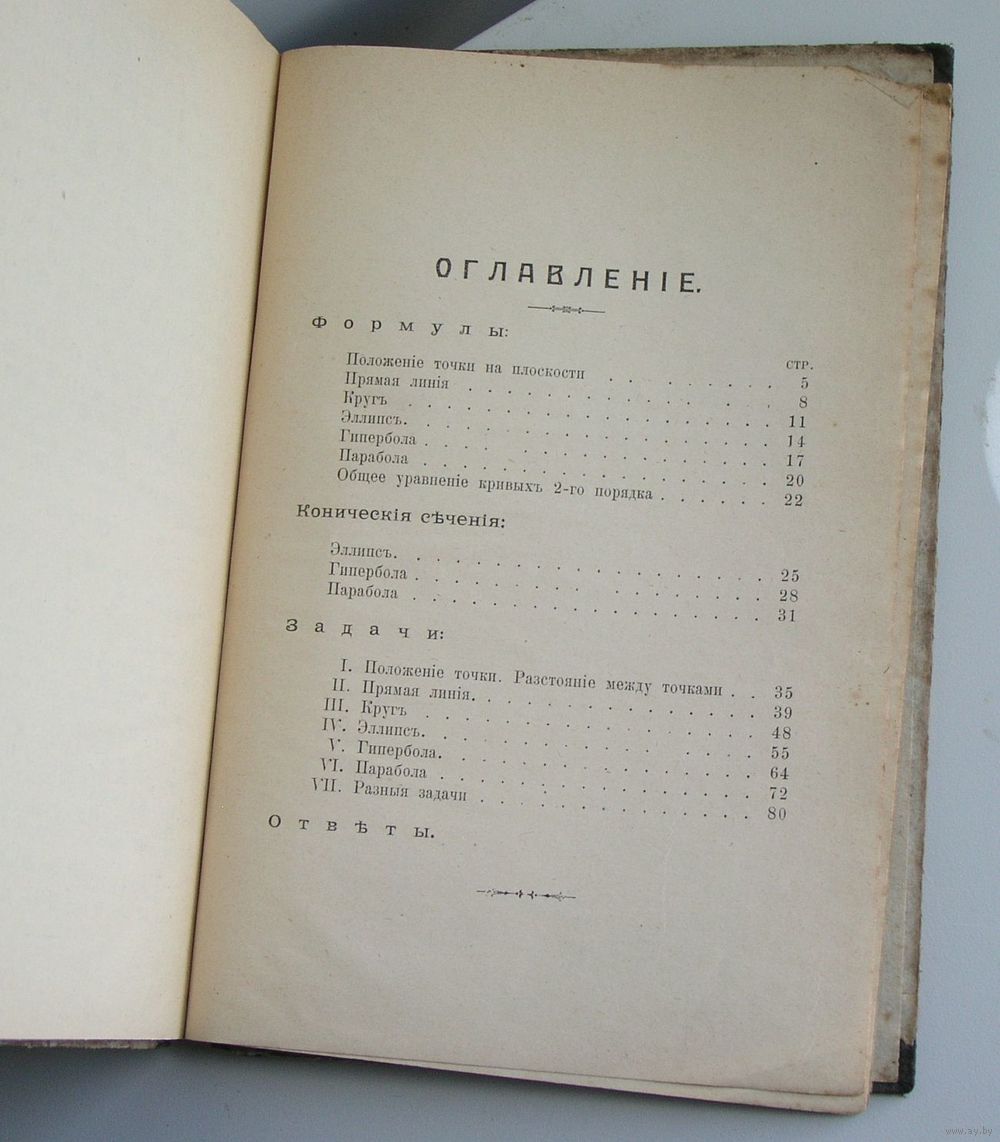 ОГЛАВЛЕНІЕ.
Формулы:
СТР.
Положеніе точки на плоскости . . . . . . . . 5
Прямая линія . . . . . . . . . . . . . . . 8
Кругъ . . . . . . . . . . . . . . . . . . 11
Эллипсъ. . . . . . . . . . . . . . . . . . 14
Гипербола . . . . . . . . . . . . . . . . . 17
Парабола . . . . . . . . . . . . . . . . . 20
Общее уравненіе кривыхъ 2-го порядка . . . . . . 22
Коническія сѣченія:
Эллипсъ. . . . . . . . . . . . . . . . . . 25
Гипербола . . . . . . . . . . . . . . . . . 28
Парабола . . . . . . . . . . . . . . . . . 31
Задачи:
I. Положеніе точки. Разстояніе между точками . . 35
II. Прямая линія. . . . . . . . . . . . . . . 39
III. Кругъ . . . . . . . . . . . . . . . . . 48
IV. Эллипсъ. . . . . . . . . . . . . . . . . 55
V. Гипербола. . . . . . . . . . . . . . . . . 64
VI. Парабола . . . . . . . . . . . . . . . . 72
VII. Разныя задачи . . . . . . . . . . . . . . 80
Отвѣты.
www.ay.by